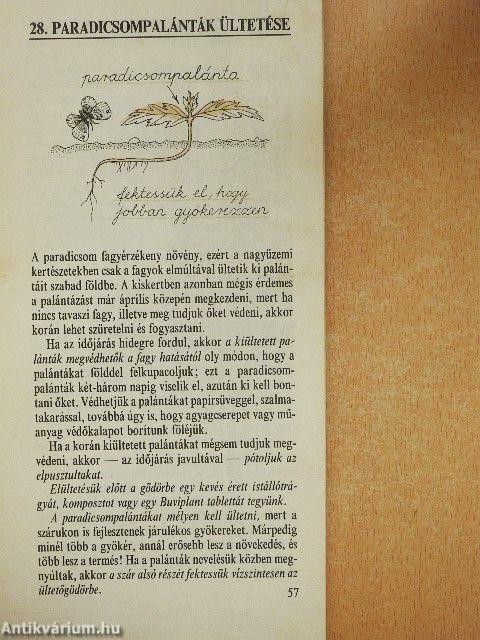 28. PARADICSOMPALÁNTÁK ÜLTETÉSE
paradicsompalánta
fektessük el, hogy
jobban gyökerezzen
A paradicsom fagyérzékeny növény, ezért a nagyüzemi
kertészetekben csak a fagyok elmúltával ültetik ki palán-
táit szabad földbe. A kiskertben azonban mégis érdemes
a palántázást már április közepén megkezdeni, mert ha
nincs tavaszi fagy, illetve meg tudjuk őket védeni, akkor
korán lehet szüretelni és fogyasztani.
Ha az időjárás hidegre fordul, akkor a kiültetett pa-
lánták megvédhetők a fagy hatásától oly módon, hogy a
palántákat földdel felkupacoljuk; ezt a paradicsom-
palánták két-három napig viselik el, azután ki kell bon-
tani őket. Védhetjük a palántákat papírsüveggel, szalma-
takarással, továbbá úgy is, hogy agyagcserepet vagy mű-
anyag védőkalapot borítunk föléjük.
Ha a korán kiültetett palántákat mégsem tudjuk meg-
védeni, akkor — az időjárás javultával — pótoljuk az
elpusztultakat.
Elültetésük előtt a gödörbe egy kevés érett istállótrá-
gyát, komposztot vagy egy Buviplant tablettát tegyünk.
A paradicsompalántákat mélyen kell ültetni, mert a
szárukon is fejlesztenek járulékos gyökereket. Márpedig
minél több a gyökér, annál erősebb lesz a növekedés, és
több lesz a termés! Ha a palánták nevelésük közben meg-
nyúltak, akkor a szár alsó részét fektessük vízszintesen az
ültetőgödörbe.
57
Antikvárium.hu